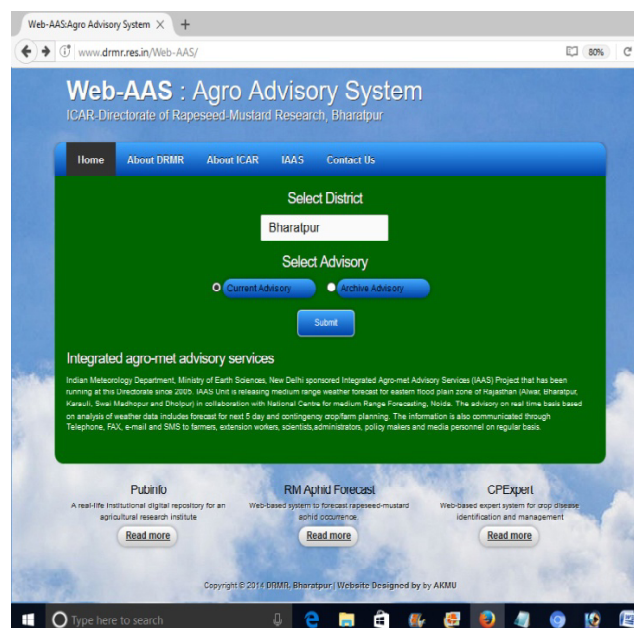 Web-AAS:Agro Advisory System × +
www.drmr.res.in/Web-AAS/ 80%
Web-AAS : Agro Advisory System
ICAR-Directorate of Rapeseed-Mustard Research, Bharatpur
Home About DRMR About ICAR IAAS Contact Us
Select District
Bharatpur
Select Advisory
Current Advisory Archive Advisory
Submit
Integrated agro-met advisory services
Indian Meteorology Department, Ministry of Earth Sciences, New Delhi sponsored Integrated Agro-met Advisory Services (IAAS) Project that has been
running at this Directorate since 2005. IAAS Unit is releasing medium range weather forecast for eastern flood plain zone of Rajasthan (Alwar, Bharatpur,
Karauli, Swai Madhopur and Dholpur) in collaboration with National Centre for medium Range Forecasting, Noida. The advisory on real time basis based
on analysis of weather data includes forecast for next 5 day and contingency crop/farm planning. The information is also communicated through
Telephone, FAX, e-mail and SMS to farmers, extension workers, scientists,administrators, policy makers and media personnel on regular basis.
Pubinfo RM Aphid Forecast CPExpert
A real-life institutional digital repository for an Web-based system to forecast rapeseed-mustard Web-based expert system for crop disease
agricultural research institute aphid occurrence. identification and management
Read more Read more Read more
Copyright © 2014 DRMR, Bharatpur | Website Designed by by AKMU
Type here to search